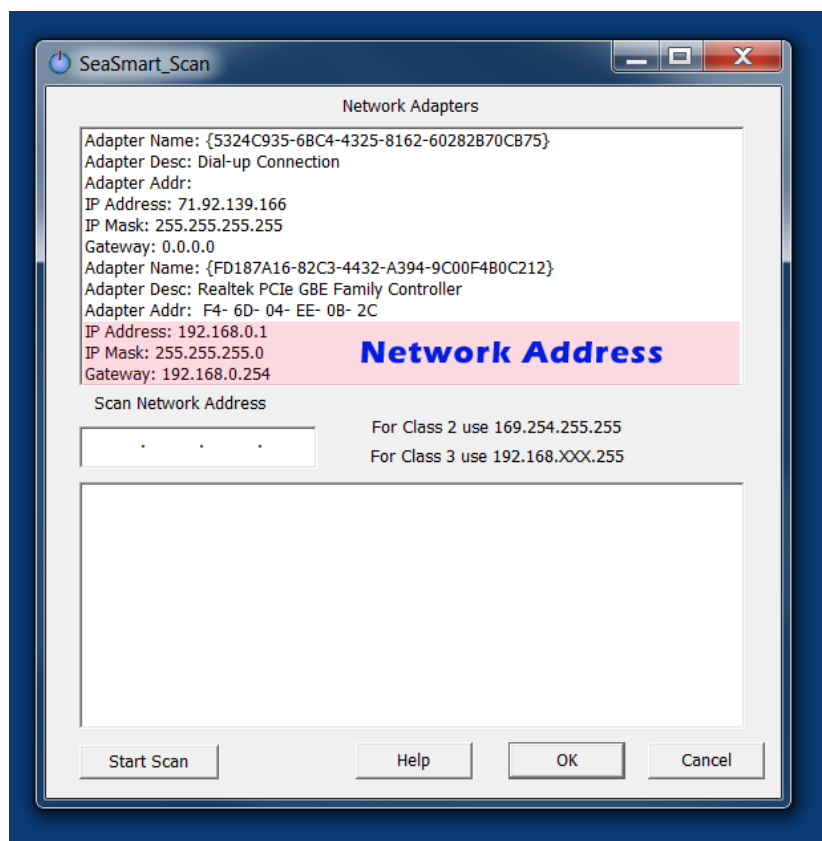 SeaSmart_Scan
Network Adapters
Adapter Name: {5324C935-6BC4-4325-8162-60282B70CB75}
Adapter Desc: Dial-up Connection
Adapter Addr:
IP Address: 71.92.139.166
IP Mask: 255.255.255.255
Gateway: 0.0.0.0
Adapter Name: {FD187A16-82C3-4432-A394-9C00F4B0C212}
Adapter Desc: Realtek PCIe GBE Family Controller
Adapter Addr: F4- 6D- 04- EE- 0B- 2C
IP Address: 192.168.0.1
IP Mask: 255.255.255.0
Gateway: 192.168.0.254
Network Address
Scan Network Address
. . .
For Class 2 use 169.254.255.255
For Class 3 use 192.168.XXX.255
Start Scan
Help
OK
Cancel